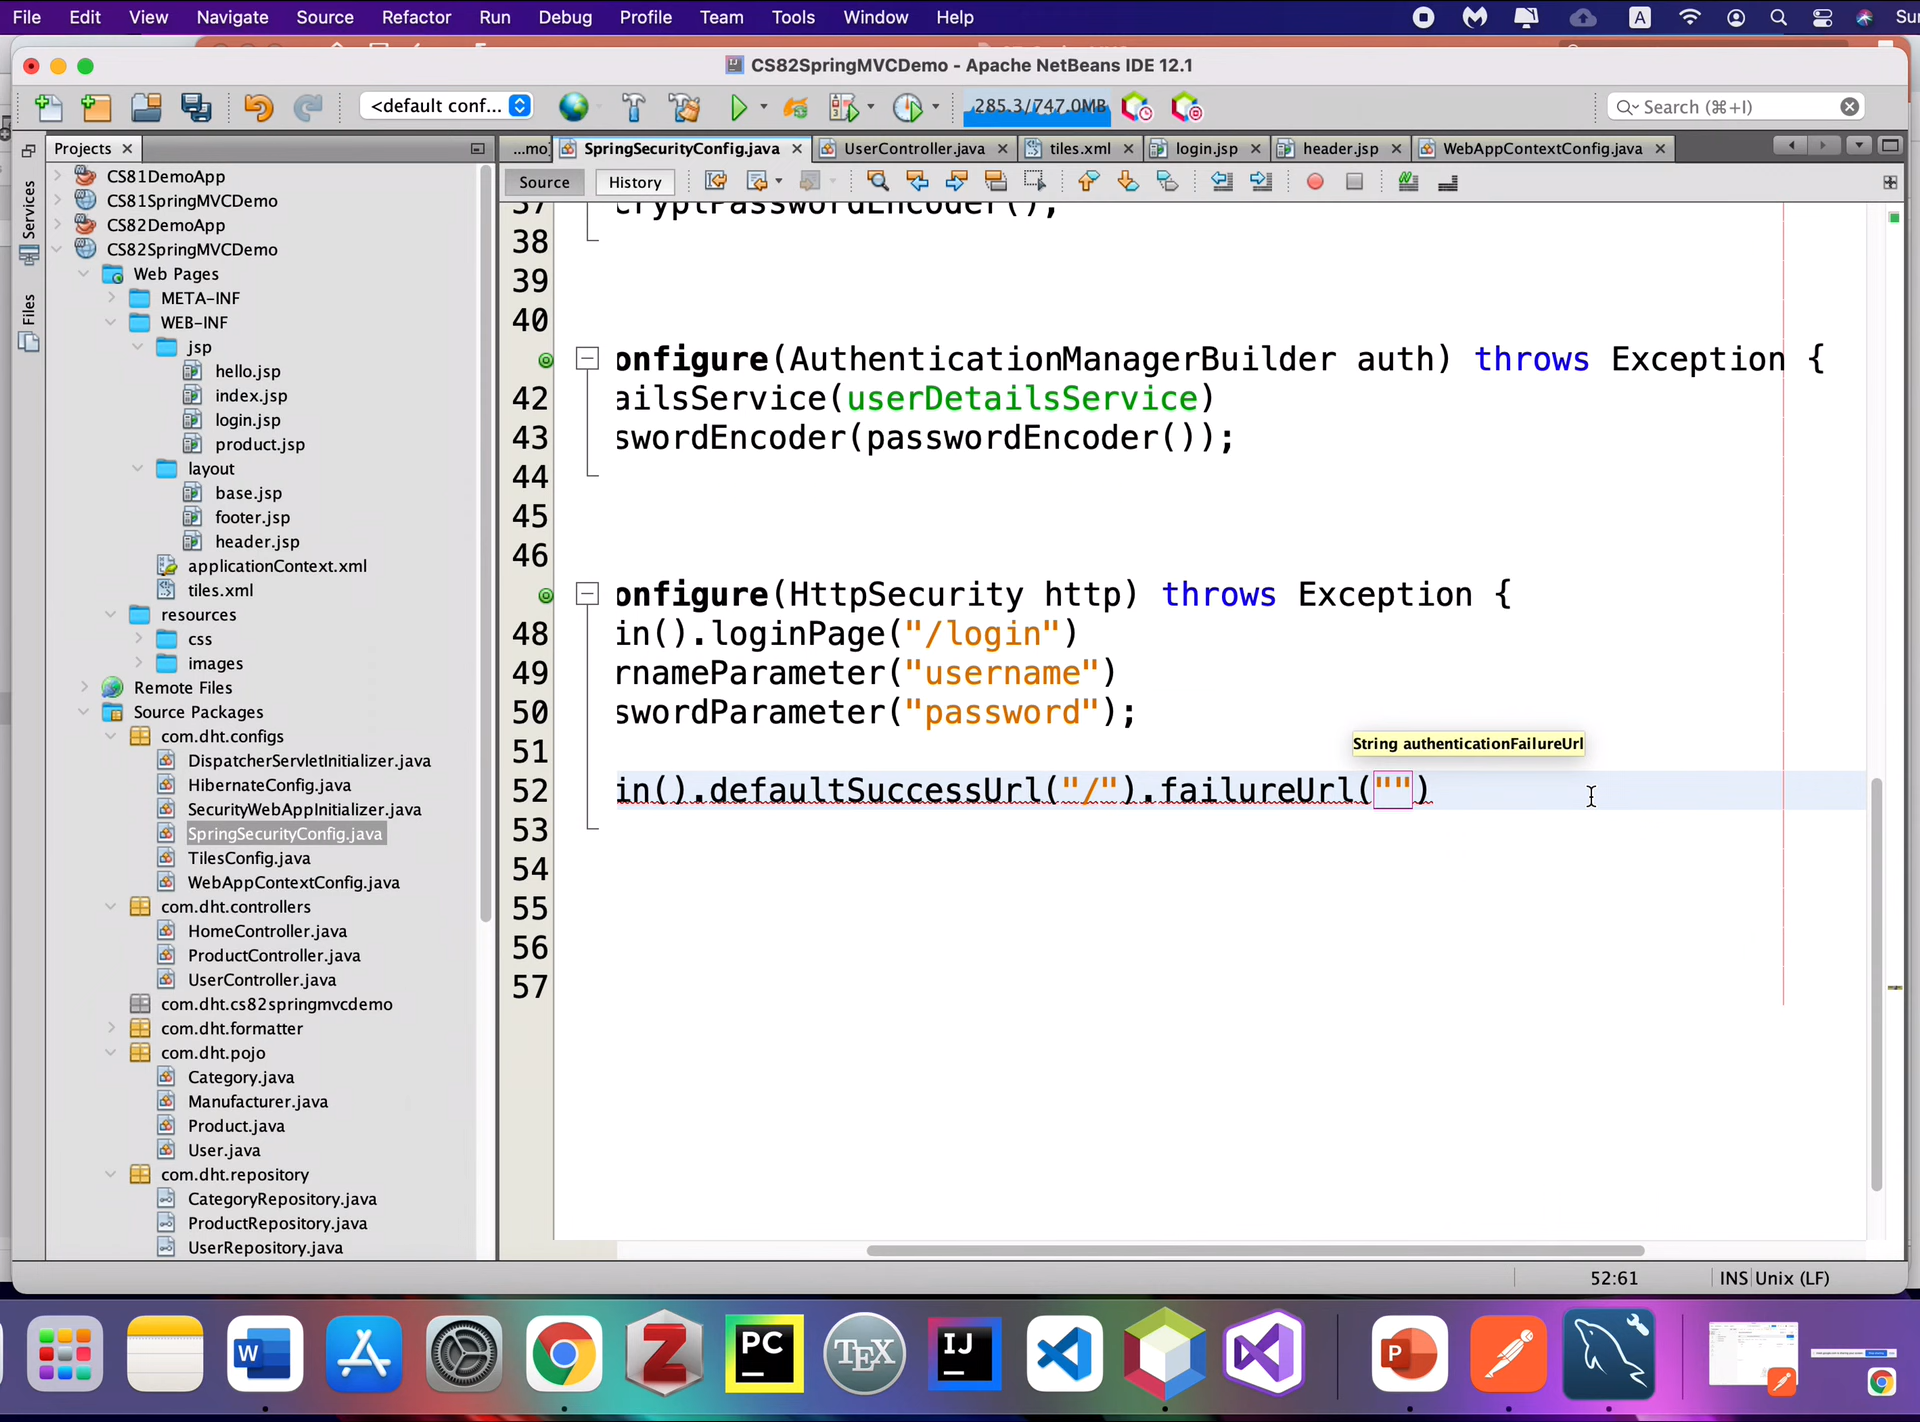 File Edit View Navigate Source Refactor Run Debug Profile Team Tools Window Help
A
Sun
CS82SpringMVCDemo - Apache NetBeans IDE 12.1
<default conf...
285.3/747.0MB
Search (⌘+I)
Projects
...mo]
SpringSecurityConfig.java
UserController.java
tiles.xml
login.jsp
header.jsp
WebAppContextConfig.java
Source
History
Services
Files
CS81DemoApp
CS81SpringMVCDemo
CS82DemoApp
CS82SpringMVCDemo
Web Pages
META-INF
WEB-INF
jsp
hello.jsp
index.jsp
login.jsp
product.jsp
layout
base.jsp
footer.jsp
header.jsp
applicationContext.xml
tiles.xml
resources
css
images
Remote Files
Source Packages
com.dht.configs
DispatcherServletInitializer.java
HibernateConfig.java
SecurityWebAppInitializer.java
SpringSecurityConfig.java
TilesConfig.java
WebAppContextConfig.java
com.dht.controllers
HomeController.java
ProductController.java
UserController.java
com.dht.cs82springmvcdemo
com.dht.formatter
com.dht.pojo
Category.java
Manufacturer.java
Product.java
User.java
com.dht.repository
CategoryRepository.java
ProductRepository.java
UserRepository.java
37 cryptPasswordEncoder();
38
39
40
onfigure(AuthenticationManagerBuilder auth) throws Exception {
42 ailsService(userDetailsService)
43 swordEncoder(passwordEncoder());
44
45
46
onfigure(HttpSecurity http) throws Exception {
48 in().loginPage("/login")
49 rnameParameter("username")
50 swordParameter("password");
51
String authenticationFailureUrl
52 in().defaultSuccessUrl("/").failureUrl("")
53
54
55
56
57
52:61
INS Unix (LF)
W
Z
PC
TEX
IJ
P